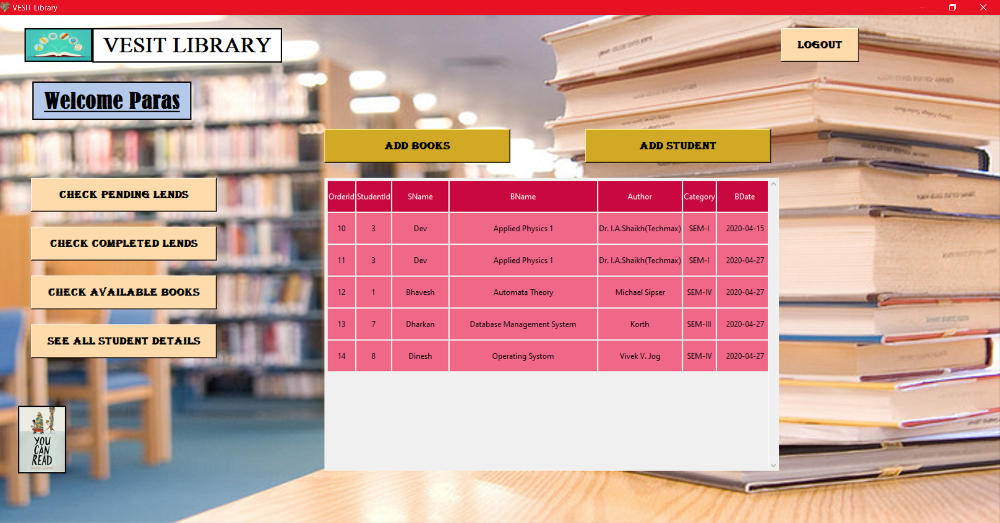 VESIT Library
VESIT LIBRARY
LOGOUT
Welcome Paras
ADD BOOKS
ADD STUDENT
CHECK PENDING LENDS
CHECK COMPLETED LENDS
CHECK AVAILABLE BOOKS
SEE ALL STUDENT DETAILS
OrderId StudentId SName BName Author Category BDate
10 3 Dev Applied Physics 1 Dr. I.A.Shaikh(Techmax) SEM-I 2020-04-15
11 3 Dev Applied Physics 1 Dr. I.A.Shaikh(Techmax) SEM-I 2020-04-27
12 1 Bhavesh Automata Theory Michael Sipser SEM-IV 2020-04-27
13 7 Dharkan Database Management System Korth SEM-III 2020-04-27
14 8 Dinesh Operating Systom Vivek V. Jog SEM-IV 2020-04-27
YOU
CAN
READ